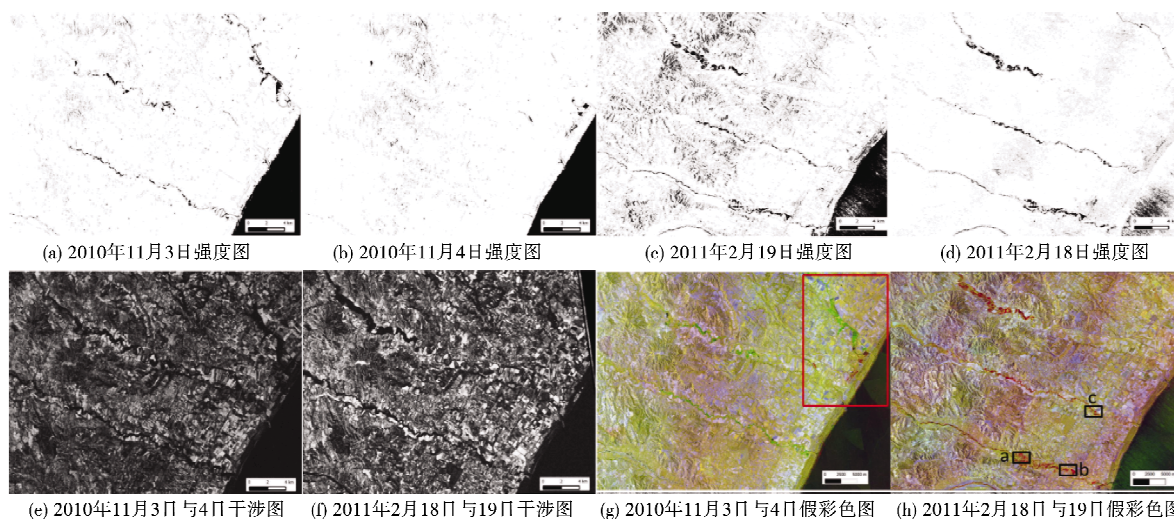 (a) 2010年11月3日强度图
(b) 2010年11月4日强度图
(c) 2011年2月19日强度图
(d) 2011年2月18日强度图
c
a
b
(e) 2010年11月3日与4日干涉图
(f) 2011年2月18日与19日干涉图
(g) 2010年11月3日与4日假彩色图
(h) 2011年2月18日与19日假彩色图